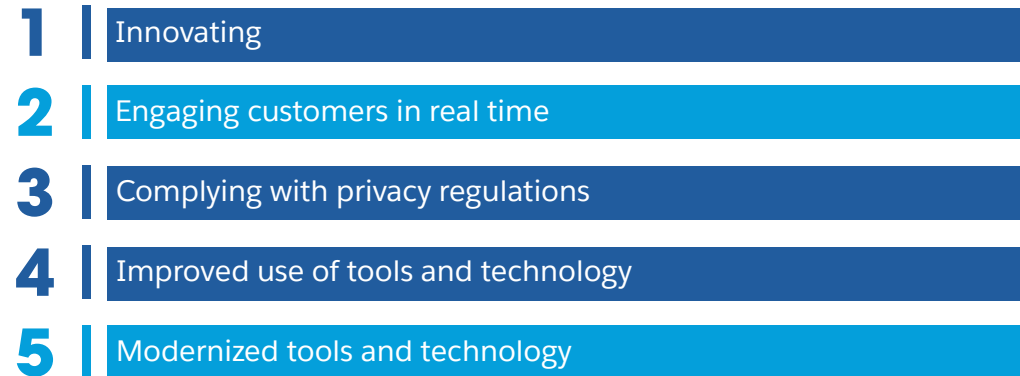 1 Innovating
2 Engaging customers in real time
3 Complying with privacy regulations
4 Improved use of tools and technology
5 Modernized tools and technology